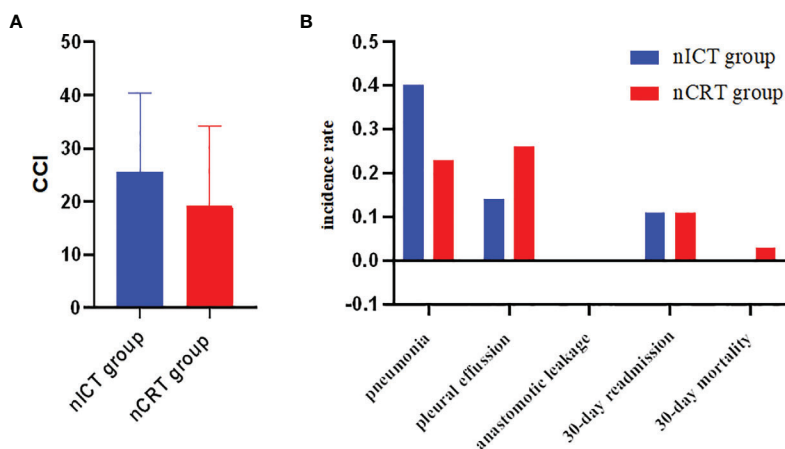 A
CCI
50
40
30
20
10
0
nICT group
nCRT group
B
nICT group
nCRT group
incidence rate
0.5
0.4
0.3
0.2
0.1
0.0
-0.1
pneumonia
pleural effussion
anastomotic leakage
30-day readmission
30-day mortality